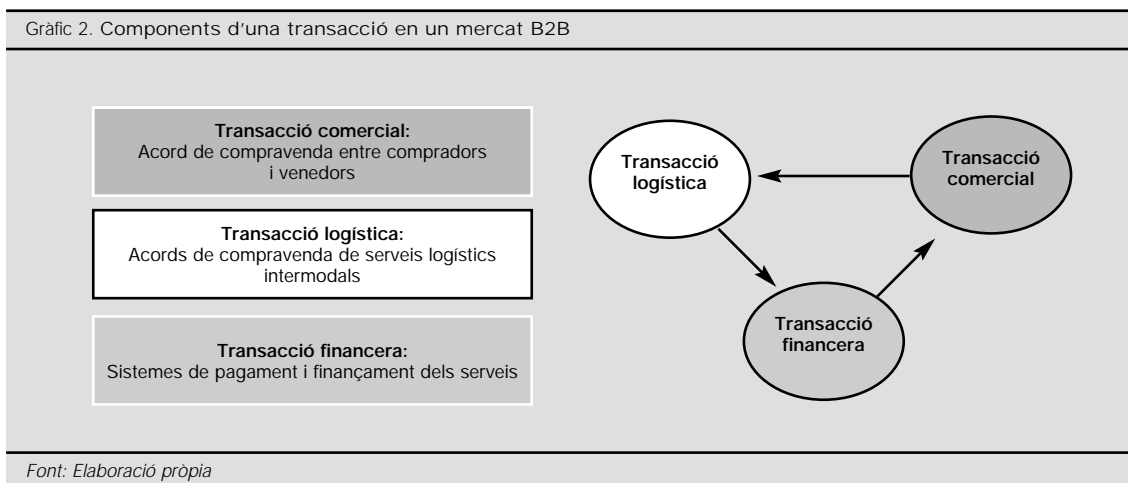 Gràfic 2. Components d'una transacció en un mercat B2B
Transacció comercial:
Acord de compravenda entre compradors
i venedors
Transacció logística:
Acords de compravenda de serveis logístics
intermodals
Transacció financera:
Sistemes de pagament i finançament dels serveis
Transacció
logística
Transacció
comercial
Transacció
financera
Font: Elaboració pròpia